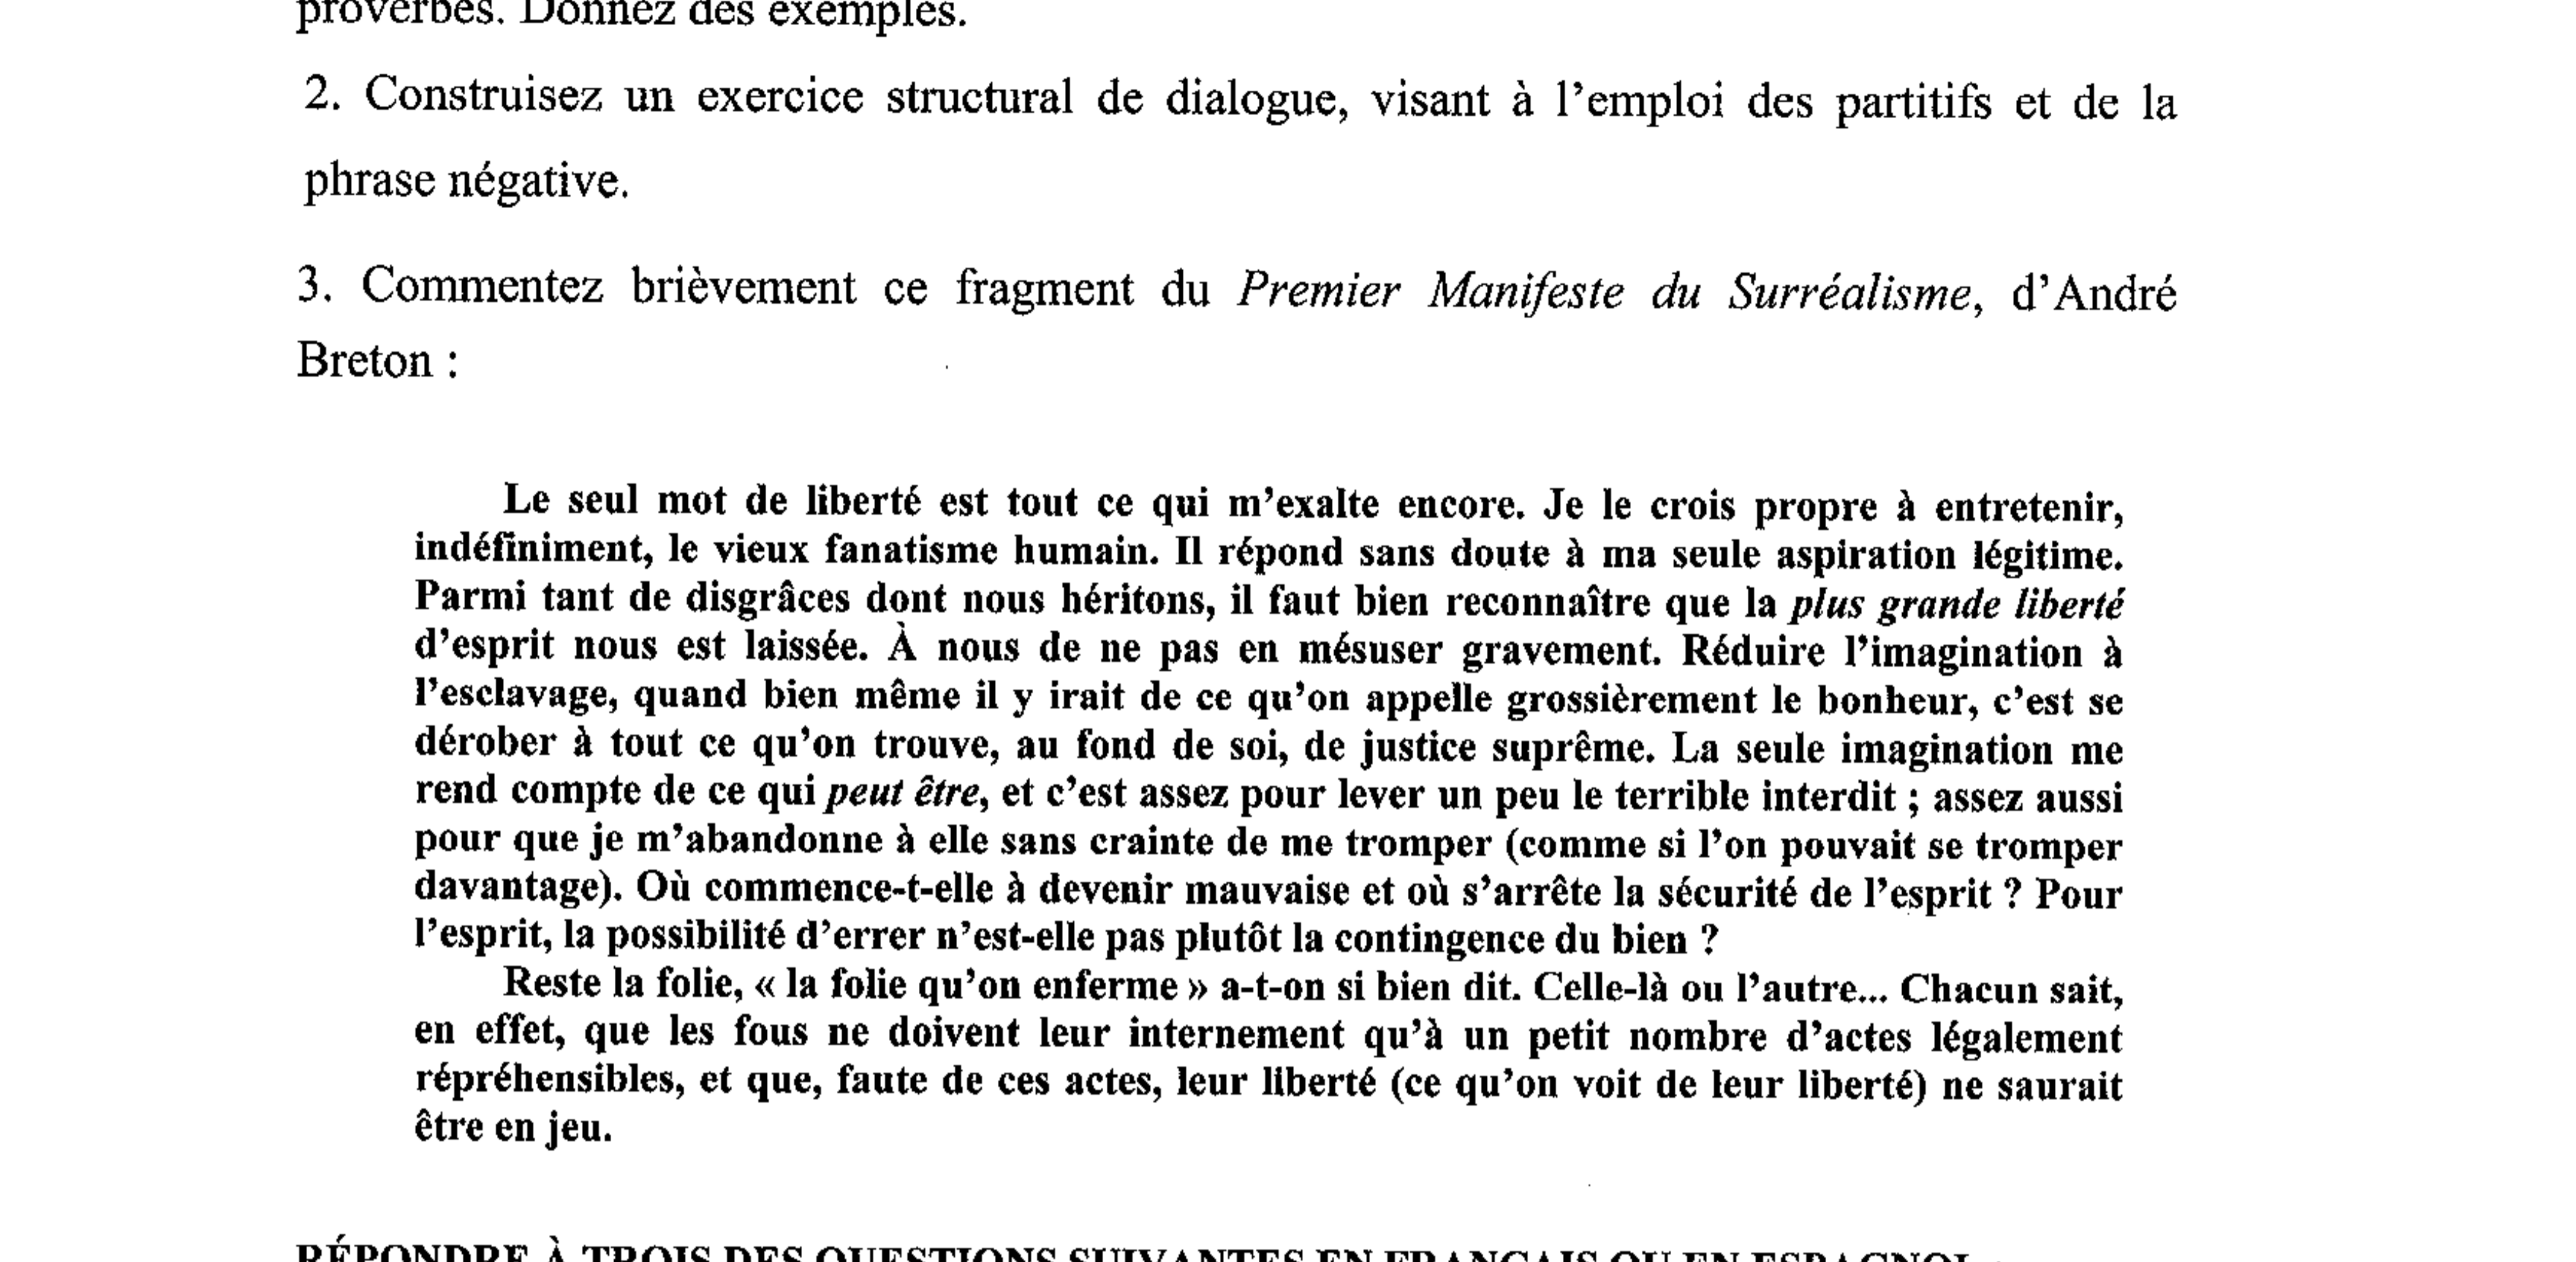 proverbes. Donnez des exemples.
2. Construisez un exercice structural de dialogue, visant à l'emploi des partitifs et de la
phrase négative.
3. Commentez brièvement ce fragment du Premier Manifeste du Surréalisme, d'André
Breton :
Le seul mot de liberté est tout ce qui m'exalte encore. Je le crois propre à entretenir,
indéfiniment, le vieux fanatisme humain. Il répond sans doute à ma seule aspiration légitime.
Parmi tant de disgrâces dont nous héritons, il faut bien reconnaître que la plus grande liberté
d'esprit nous est laissée. À nous de ne pas en mésuser gravement. Réduire l'imagination à
l'esclavage, quand bien même il y irait de ce qu'on appelle grossièrement le bonheur, c'est se
dérober à tout ce qu'on trouve, au fond de soi, de justice suprême. La seule imagination me
rend compte de ce qui peut être, et c'est assez pour lever un peu le terrible interdit ; assez aussi
pour que je m'abandonne à elle sans crainte de me tromper (comme si l'on pouvait se tromper
davantage). Où commence-t-elle à devenir mauvaise et où s'arrête la sécurité de l'esprit ? Pour
l'esprit, la possibilité d'errer n'est-elle pas plutôt la contingence du bien ?
Reste la folie, « la folie qu'on enferme » a-t-on si bien dit. Celle-là ou l'autre... Chacun sait,
en effet, que les fous ne doivent leur internement qu'à un petit nombre d'actes légalement
répréhensibles, et que, faute de ces actes, leur liberté (ce qu'on voit de leur liberté) ne saurait
être en jeu.
RÉPONDRE À TROIS DES QUESTIONS SUIVANTES EN FRANÇAIS OU EN ESPAGNOL